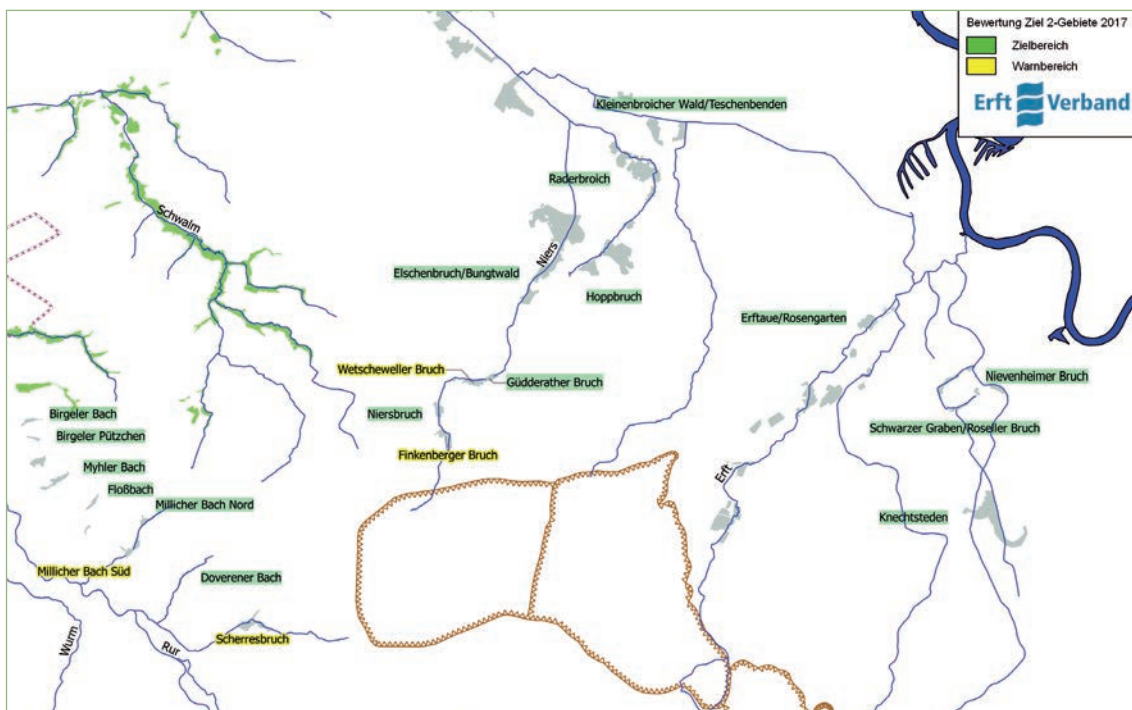 Bewertung Ziel 2-Gebiete 2017
Zielbereich
Warnbereich
Erft Verband
Kleinenbroicher Wald/Teschenbenden
Raderbroich
Schwalm
Niers
Elschenbruch/Bungtwald
Hoppbruch
Erftaue/Rosengarten
Wetscheweller Bruch
Güdderather Bruch
Nievenheimer Bruch
Birgeler Bach
Niersbruch
Birgeler Pützchen
Schwarzer Graben/Roseller Bruch
Finkenberger Bruch
Myhler Bach
Erft
Floßbach
Millicher Bach Nord
Knechtsteden
Millicher Bach Süd
Doverener Bach
Wurm
Rur
Scherresbruch